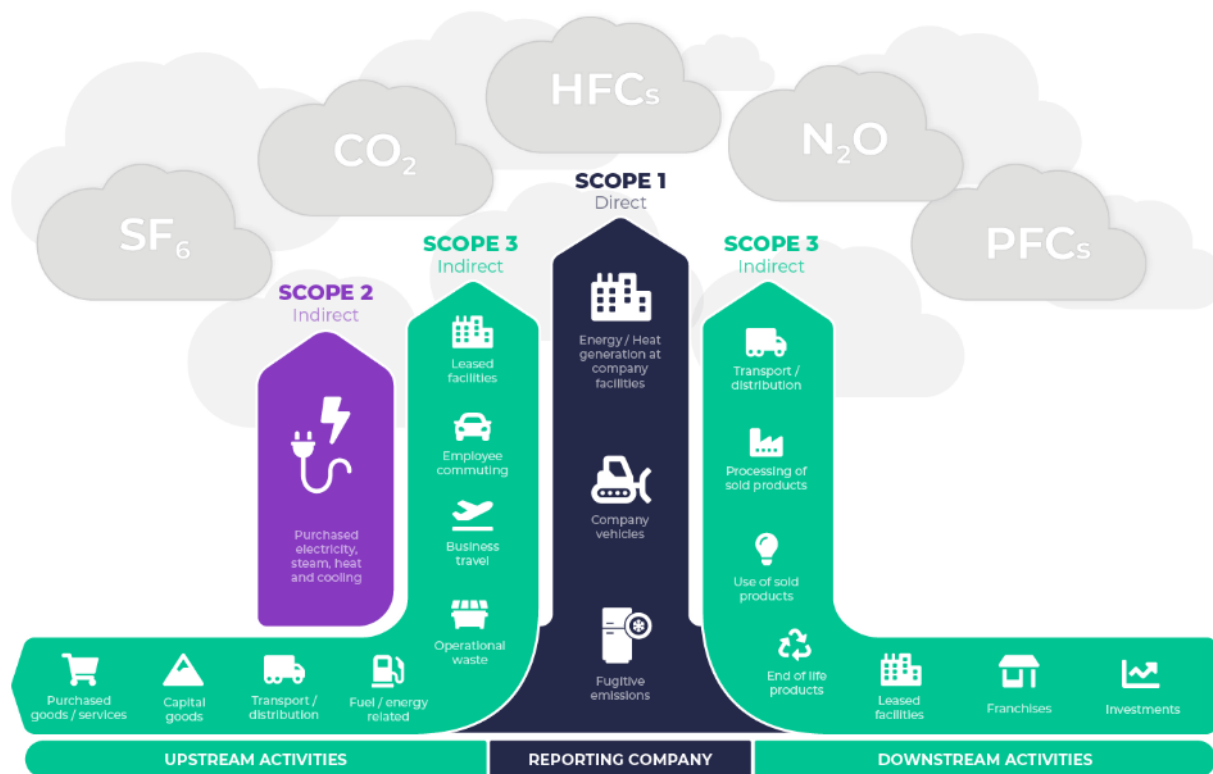 HFCs
CO2
N2O
SF6
PFCs
SCOPE 1
Direct
SCOPE 3
Indirect
SCOPE 3
Indirect
SCOPE 2
Indirect
Purchased
electricity,
steam, heat
and cooling
Leased
facilities
Employee
commuting
Business
travel
Operational
waste
Energy / Heat
generation at
company
facilities
Company
vehicles
Fugitive
emissions
Transport /
distribution
Processing of
sold products
Use of sold
products
End of life
products
Purchased
goods / services
Capital
goods
Transport /
distribution
Fuel / energy
related
Leased
facilities
Franchises
Investments
UPSTREAM ACTIVITIES
REPORTING COMPANY
DOWNSTREAM ACTIVITIES